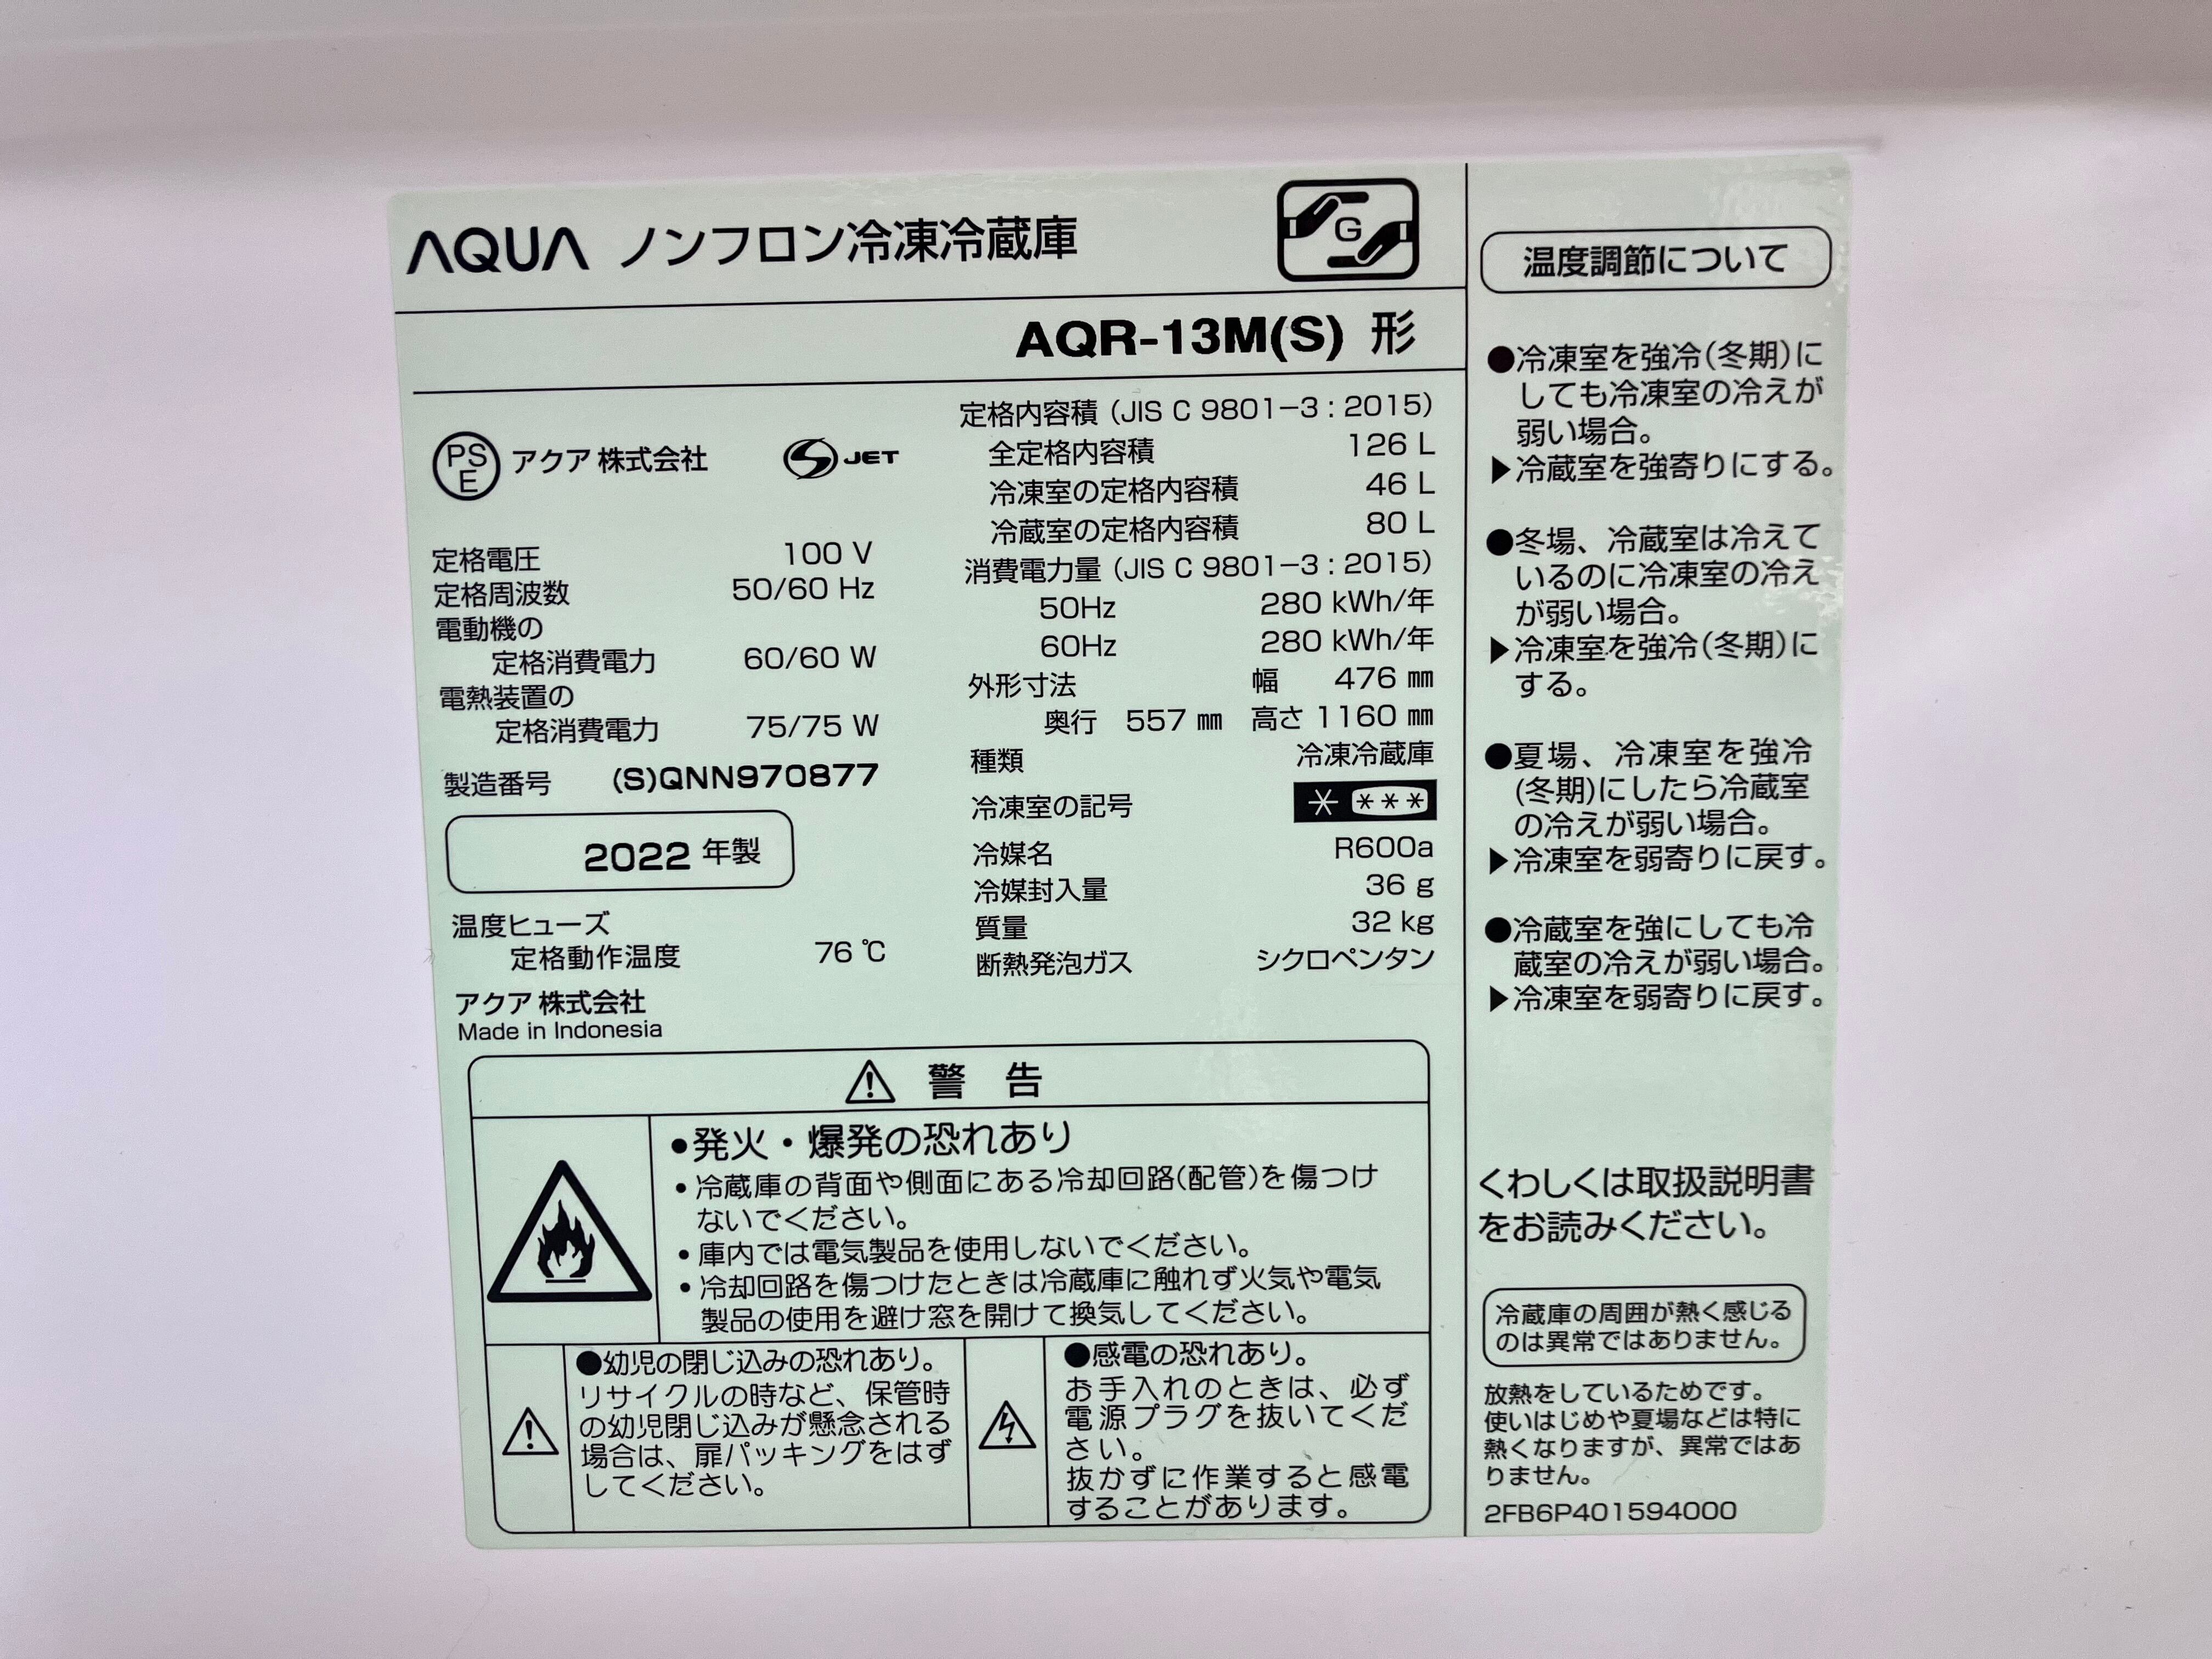 AQUA ノンフロン冷凍冷蔵庫
G
AQR-13M(S) 形
PS
E
アクア 株式会社
JET
定格電圧 100 V
定格周波数 50/60 Hz
電動機の
定格消費電力 60/60 W
電熱装置の
定格消費電力 75/75 W
製造番号 (S)QNN970877
2022 年製
温度ヒューズ
定格動作温度 76 ℃
アクア 株式会社
Made in Indonesia
定格内容積 (JIS C 9801-3 : 2015)
全定格内容積 126 L
冷凍室の定格内容積 46 L
冷蔵室の定格内容積 80 L
消費電力量 (JIS C 9801-3 : 2015)
50Hz 280 kWh/年
60Hz 280 kWh/年
外形寸法 幅 476 ㎜
奥行 557 ㎜ 高さ 1160 ㎜
種類 冷凍冷蔵庫
冷凍室の記号 * ***
冷媒名 R600a
冷媒封入量 36 g
質量 32 kg
断熱発泡ガス シクロペンタン
警 告
●発火・爆発の恐れあり
•冷蔵庫の背面や側面にある冷却回路(配管)を傷つけ
ないでください。
•庫内では電気製品を使用しないでください。
•冷却回路を傷つけたときは冷蔵庫に触れず火気や電気
製品の使用を避け窓を開けて換気してください。
●幼児の閉じ込みの恐れあり。
リサイクルの時など、保管時
の幼児閉じ込みが懸念される
場合は、扉パッキングをはず
してください。
●感電の恐れあり。
お手入れのときは、必ず
電源プラグを抜いてくだ
さい。
抜かずに作業すると感電
することがあります。
温度調節について
●冷凍室を強冷(冬期)に
しても冷凍室の冷えが
弱い場合。
▶冷蔵室を強寄りにする。
●冬場、冷蔵室は冷えて
いるのに冷凍室の冷え
が弱い場合。
▶冷凍室を強冷(冬期)に
する。
●夏場、冷凍室を強冷
(冬期)にしたら冷蔵室
の冷えが弱い場合。
▶冷凍室を弱寄りに戻す。
●冷蔵室を強にしても冷
蔵室の冷えが弱い場合。
▶冷凍室を弱寄りに戻す。
くわしくは取扱説明書
をお読みください。
冷蔵庫の周囲が熱く感じる
のは異常ではありません。
放熱をしているためです。
使いはじめや夏場などは特に
熱くなりますが、異常ではあ
りません。
2FB6P401594000